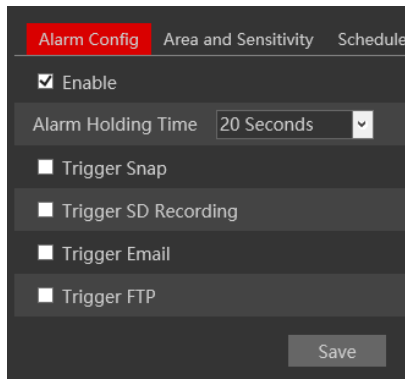 Alarm Config Area and Sensitivity Schedule
Enable
Alarm Holding Time 20 Seconds
Trigger Snap
Trigger SD Recording
Trigger Email
Trigger FTP
Save